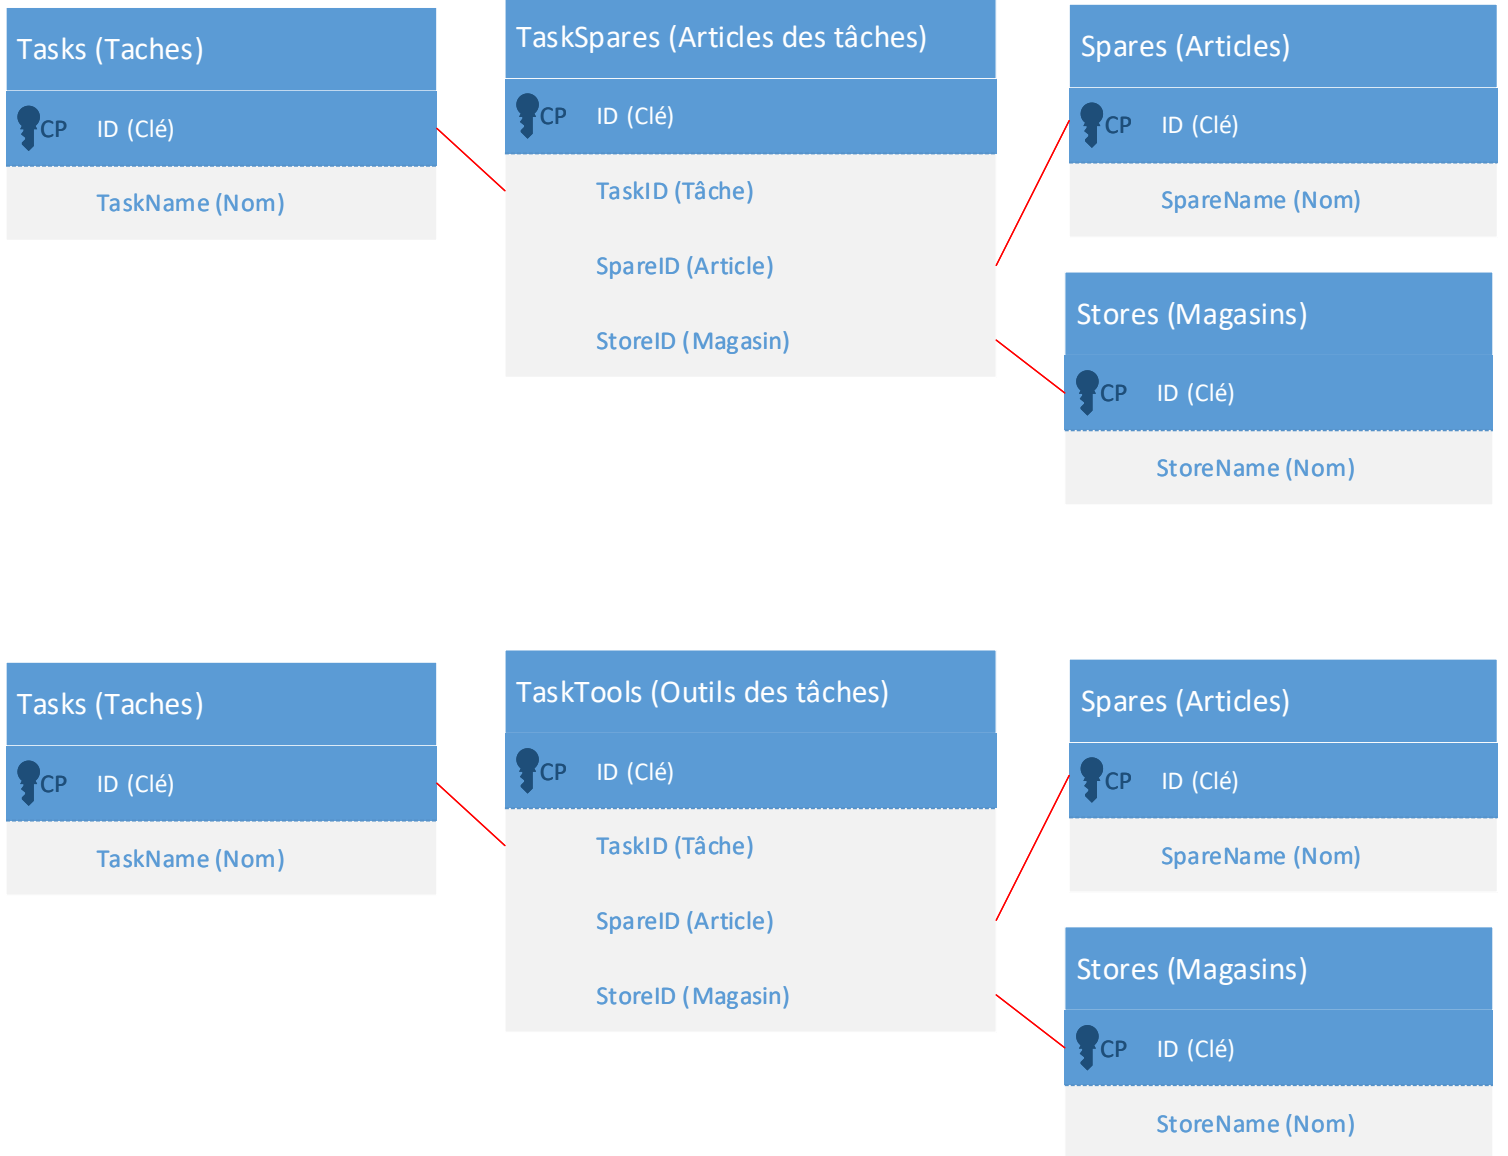 Tasks (Taches)
CP ID (Clé)
TaskName (Nom)
TaskSpares (Articles des tâches)
CP ID (Clé)
TaskID (Tâche)
SpareID (Article)
StoreID (Magasin)
Spares (Articles)
CP ID (Clé)
SpareName (Nom)
Stores (Magasins)
CP ID (Clé)
StoreName (Nom)
Tasks (Taches)
CP ID (Clé)
TaskName (Nom)
TaskTools (Outils des tâches)
CP ID (Clé)
TaskID (Tâche)
SpareID (Article)
StoreID (Magasin)
Spares (Articles)
CP ID (Clé)
SpareName (Nom)
Stores (Magasins)
CP ID (Clé)
StoreName (Nom)